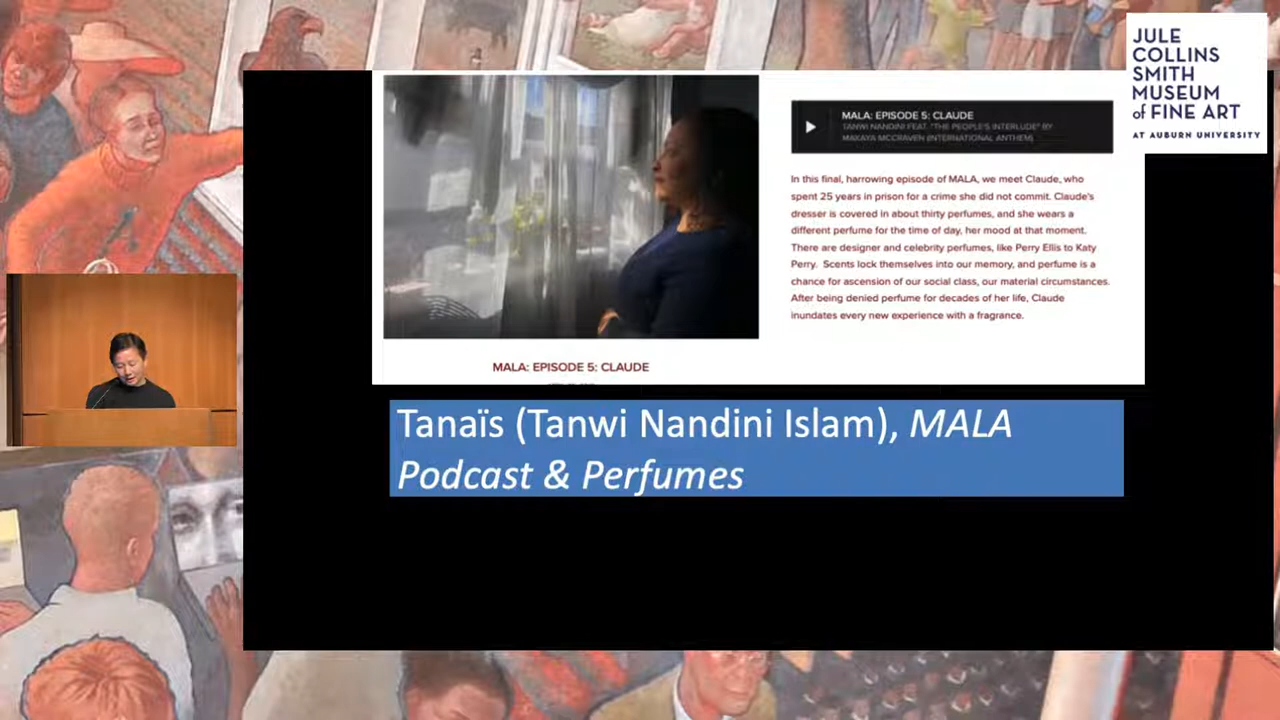 JULE
COLLINS
SMITH
MUSEUM
of FINE ART
AT AUBURN UNIVERSITY
MALA: EPISODE 5: CLAUDE
TANWI NANDINI FEAT. "THE PEOPLE'S INTERLUDE" BY
MAKAYA MCCRAVEN (INTERNATIONAL ANTHEM)
In this final, harrowing episode of MALA, we meet Claude, who
spent 25 years in prison for a crime she did not commit. Claude's
dresser is covered in about thirty perfumes, and she wears a
different perfume for the time of day, her mood at that moment.
There are designer and celebrity perfumes, like Perry Ellis to Katy
Perry. Scents lock themselves into our memory, and perfume is a
chance for ascension of our social class, our material circumstances.
After being denied perfume for decades of her life, Claude
inundates every new experience with a fragrance.
MALA: EPISODE 5: CLAUDE
Tanaïs (Tanwi Nandini Islam), MALA
Podcast & Perfumes